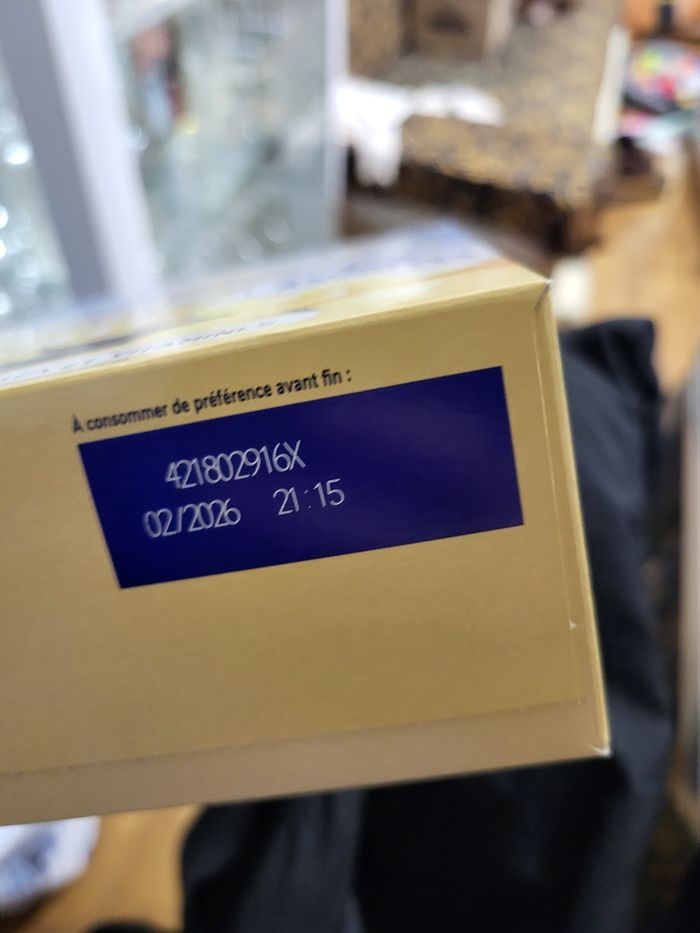 À consommer de préférence avant fin :
421802916X
02/2026 21:15